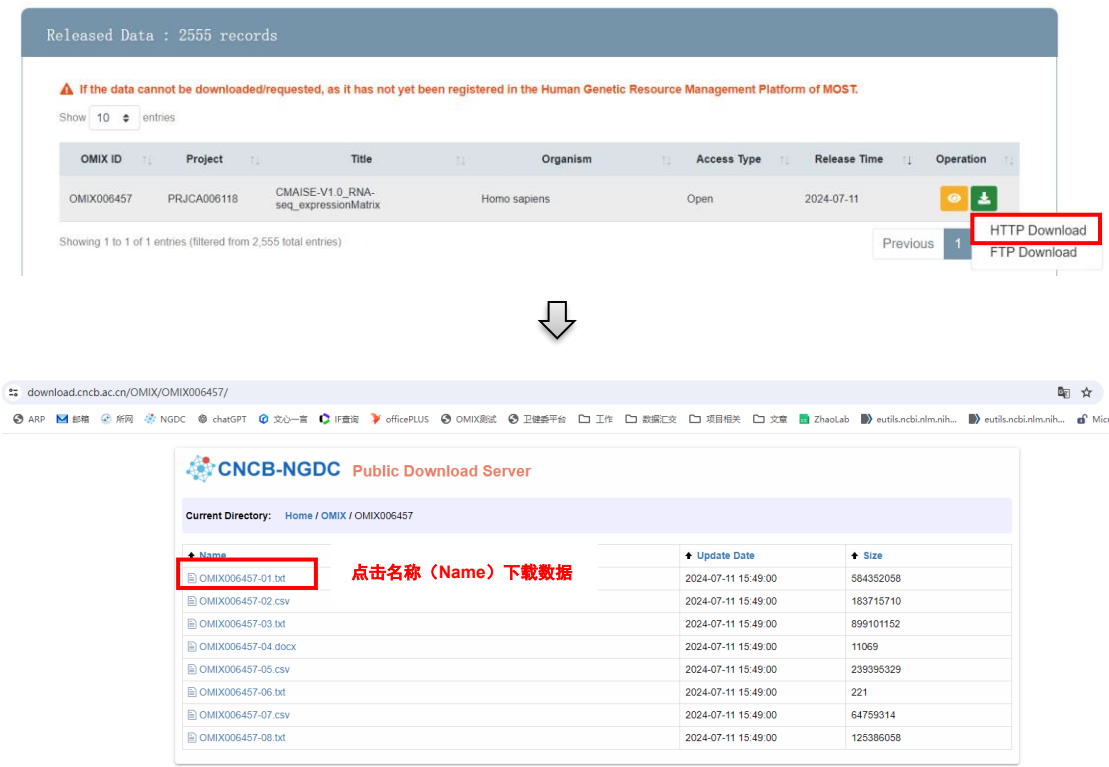 Released Data : 2555 records
If the data cannot be downloaded/requested, as it has not yet been registered in the Human Genetic Resource Management Platform of MOST.
Show 10 entries
OMIX ID Project Title Organism Access Type Release Time Operation
OMIX006457 PRJCA006118 CMAISE-V1.0_RNA-seq_expressionMatrix Homo sapiens Open 2024-07-11
Showing 1 to 1 of 1 entries (filtered from 2,555 total entries) Previous 1
HTTP Download
FTP Download
download.cncb.ac.cn/OMIX/OMIX006457/
ARP 邮箱 所网 NGDC chatGPT 文心一言 IF查询 officePLUS OMIX测试 卫健委平台 工作 数据汇交 项目相关 文章 ZhaoLab eutils.ncbi.nlm.nih... eutils.ncbi.nlm.nih... Micr
CNCB-NGDC Public Download Server
Current Directory: Home / OMIX / OMIX006457
Name Update Date Size
点击名称（Name）下载数据
OMIX006457-01.txt 2024-07-11 15:49:00 584352058
OMIX006457-02.csv 2024-07-11 15:49:00 183715710
OMIX006457-03.txt 2024-07-11 15:49:00 899101152
OMIX006457-04.docx 2024-07-11 15:49:00 11069
OMIX006457-05.csv 2024-07-11 15:49:00 239395329
OMIX006457-06.txt 2024-07-11 15:49:00 221
OMIX006457-07.csv 2024-07-11 15:49:00 64759314
OMIX006457-08.txt 2024-07-11 15:49:00 125386058